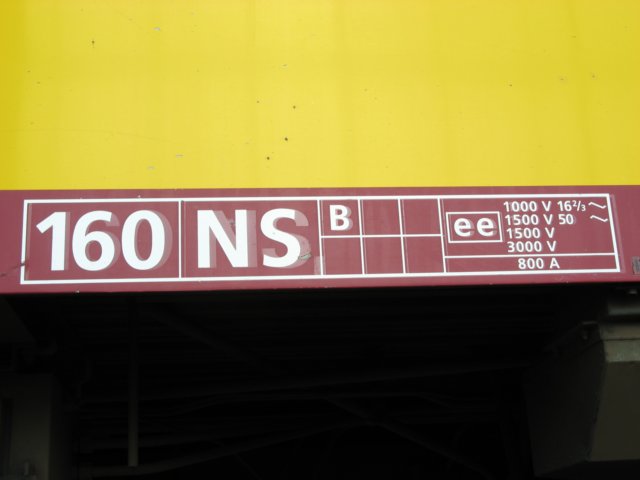 160 NS B
ee
1000 V 16²/₃ ~
1500 V 50 ~
1500 V
3000 V
800 A